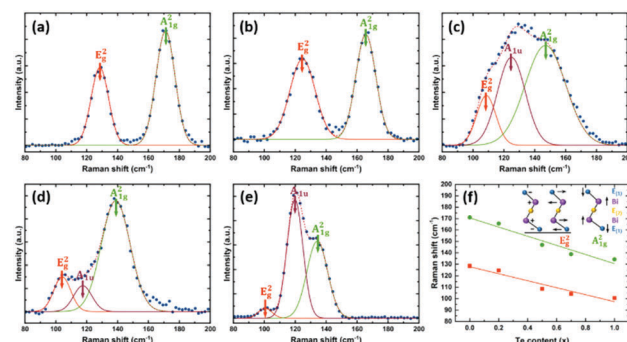 (a)
A²1g
E²g
Intensity (a.u.)
80 100 120 140 160 180 200
Raman shift (cm⁻¹)
(b)
A²1g
E²g
Intensity (a.u.)
80 100 120 140 160 180 200
Raman shift (cm⁻¹)
(c)
A²1g
A1u
E²g
Intensity (a.u.)
80 100 120 140 160 180 200
Raman shift (cm⁻¹)
(d)
A²1g
E²g
A1u
Intensity (a.u.)
80 100 120 140 160 180 200
Raman shift (cm⁻¹)
(e)
A1u
A²1g
E²g
Intensity (a.u.)
80 100 120 140 160 180 200
Raman shift (cm⁻¹)
(f)
E(1)
Bi
E(2)
Bi
E(1)
E²g
A²1g
Raman shift (cm⁻¹)
200
190
180
170
160
150
140
130
120
110
100
90
80
0.0 0.2 0.4 0.6 0.8 1.0
Te content (x)